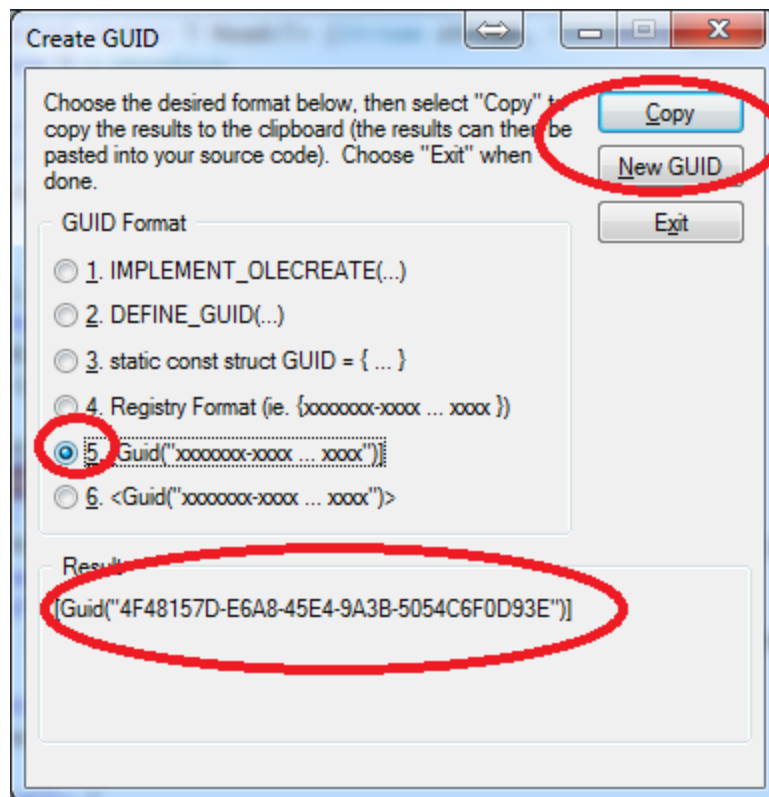 Create GUID
Choose the desired format below, then select "Copy" to
copy the results to the clipboard (the results can then be
pasted into your source code). Choose "Exit" when
done.
Copy
New GUID
Exit
GUID Format
1. IMPLEMENT_OLECREATE(...)
2. DEFINE_GUID(...)
3. static const struct GUID = { ... }
4. Registry Format (ie. {xxxxxxx-xxxx ... xxxx })
5. [Guid("xxxxxxx-xxxx ... xxxx")]
6. <Guid("xxxxxxx-xxxx ... xxxx")>
Result
[Guid("4F48157D-E6A8-45E4-9A3B-5054C6F0D93E")]